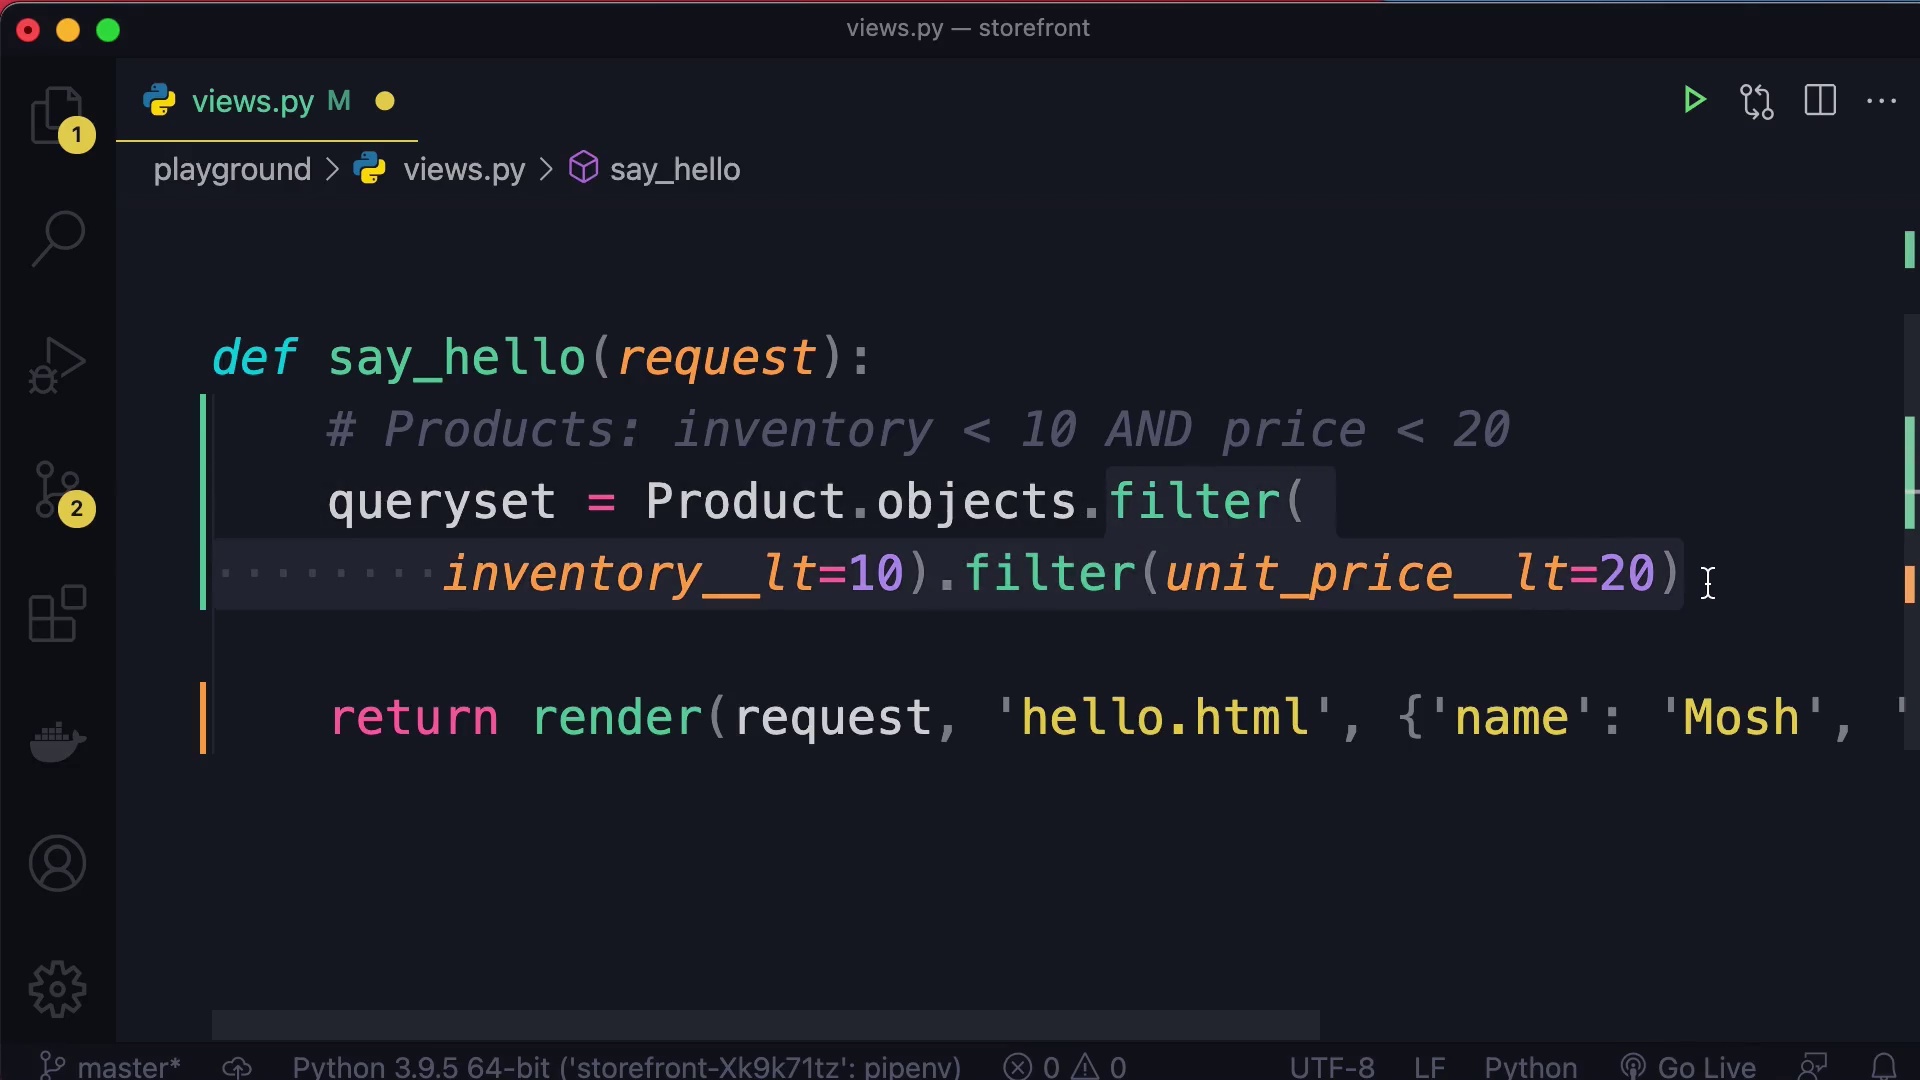 views.py — storefront
views.py M
1
playground > views.py > say_hello
def say_hello(request):
# Products: inventory < 10 AND price < 20
queryset = Product.objects.filter(
inventory__lt=10).filter(unit_price__lt=20)
2
return render(request, 'hello.html', {'name': 'Mosh', '
master* Python 3.9.5 64-bit ('storefront-Xk9k71tz': pipenv) 0 0 UTF-8 LF Python Go Live